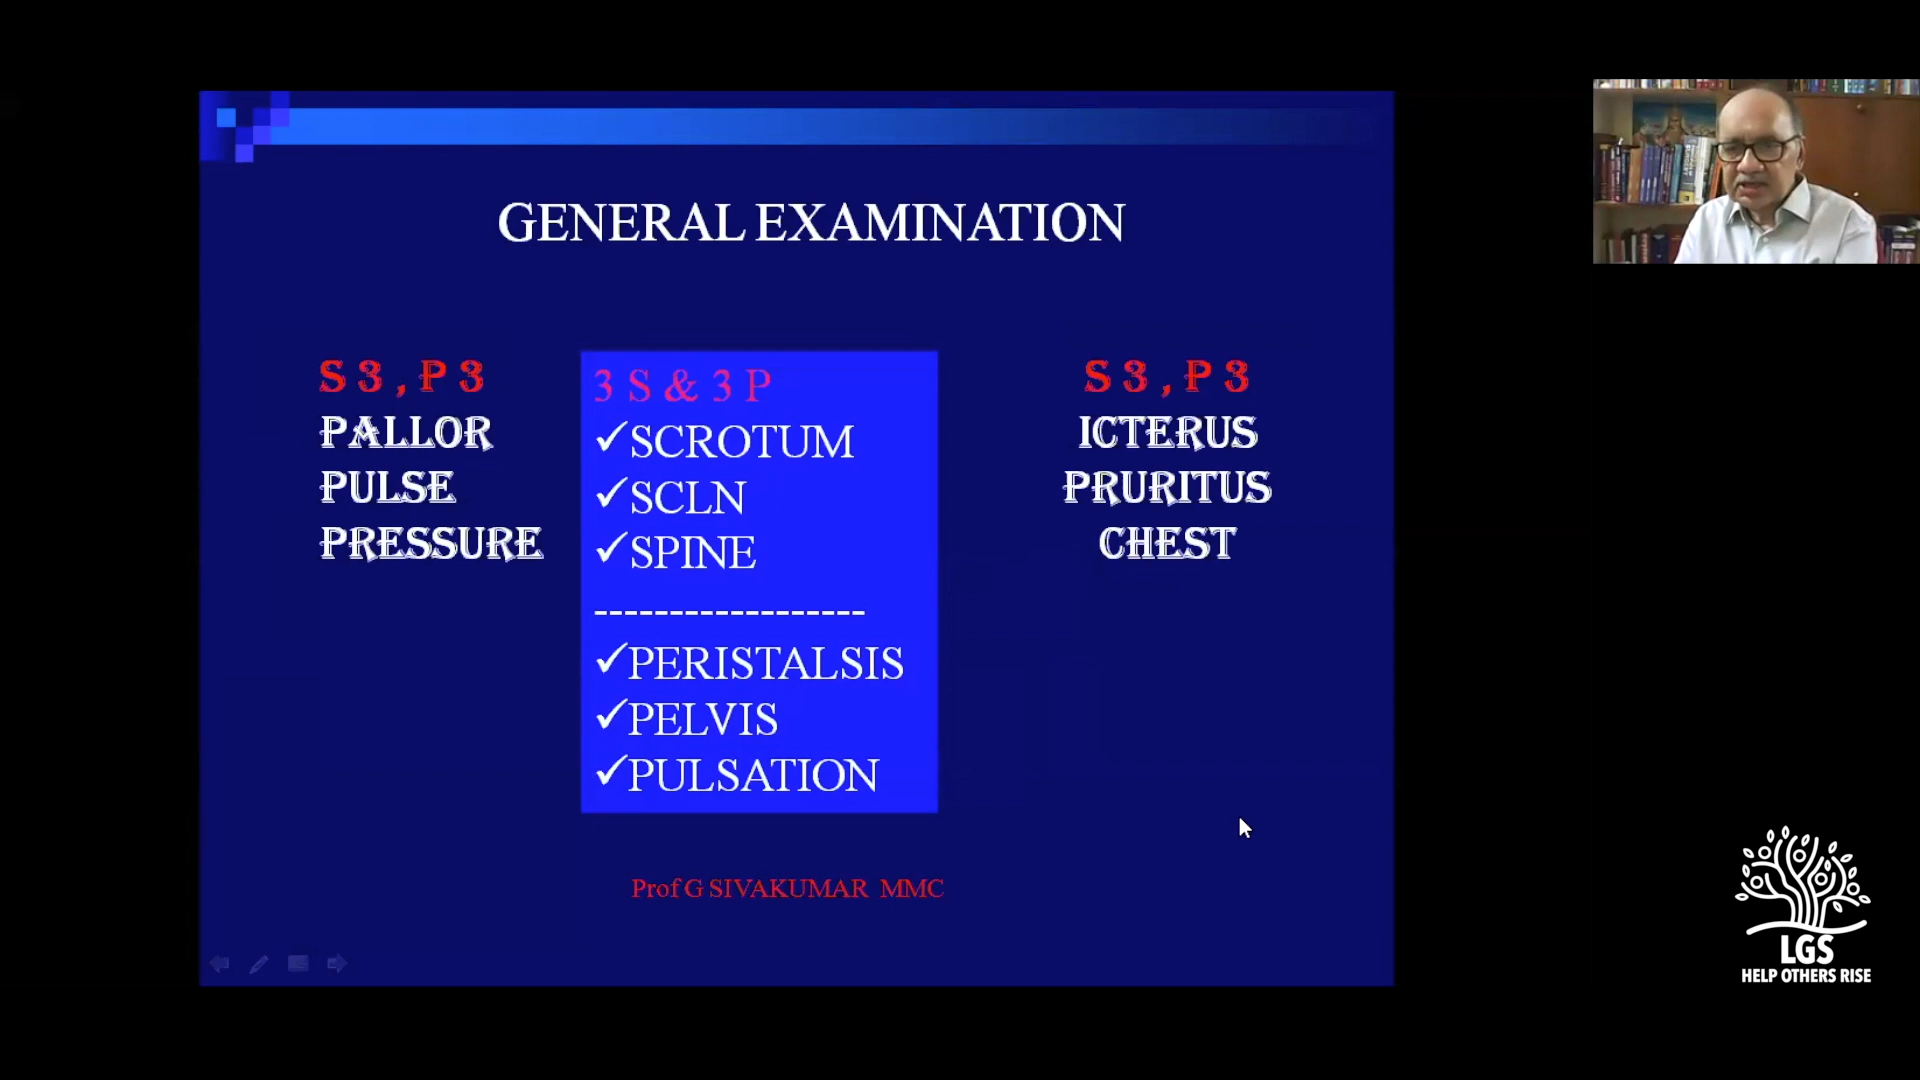 GENERAL EXAMINATION
S 3 , P 3
PALLOR
PULSE
PRESSURE
3 S & 3 P
✓SCROTUM
✓SCLN
✓SPINE
------------------
✓PERISTALSIS
✓PELVIS
✓PULSATION
S 3 , P 3
ICTERUS
PRURITUS
CHEST
Prof G SIVAKUMAR MMC
LGS
HELP OTHERS RISE